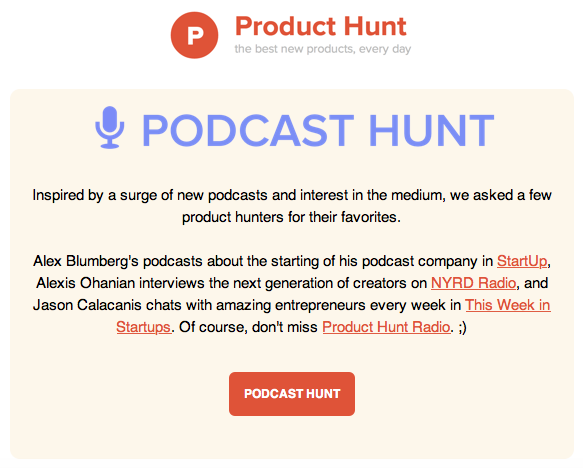 P
Product Hunt
the best new products, every day
PODCAST HUNT
Inspired by a surge of new podcasts and interest in the medium, we asked a few
product hunters for their favorites.
Alex Blumberg's podcasts about the starting of his podcast company in StartUp,
Alexis Ohanian interviews the next generation of creators on NYRD Radio, and
Jason Calacanis chats with amazing entrepreneurs every week in This Week in
Startups. Of course, don't miss Product Hunt Radio. ;)
PODCAST HUNT